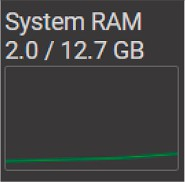 System RAM
2.0 / 12.7 GB